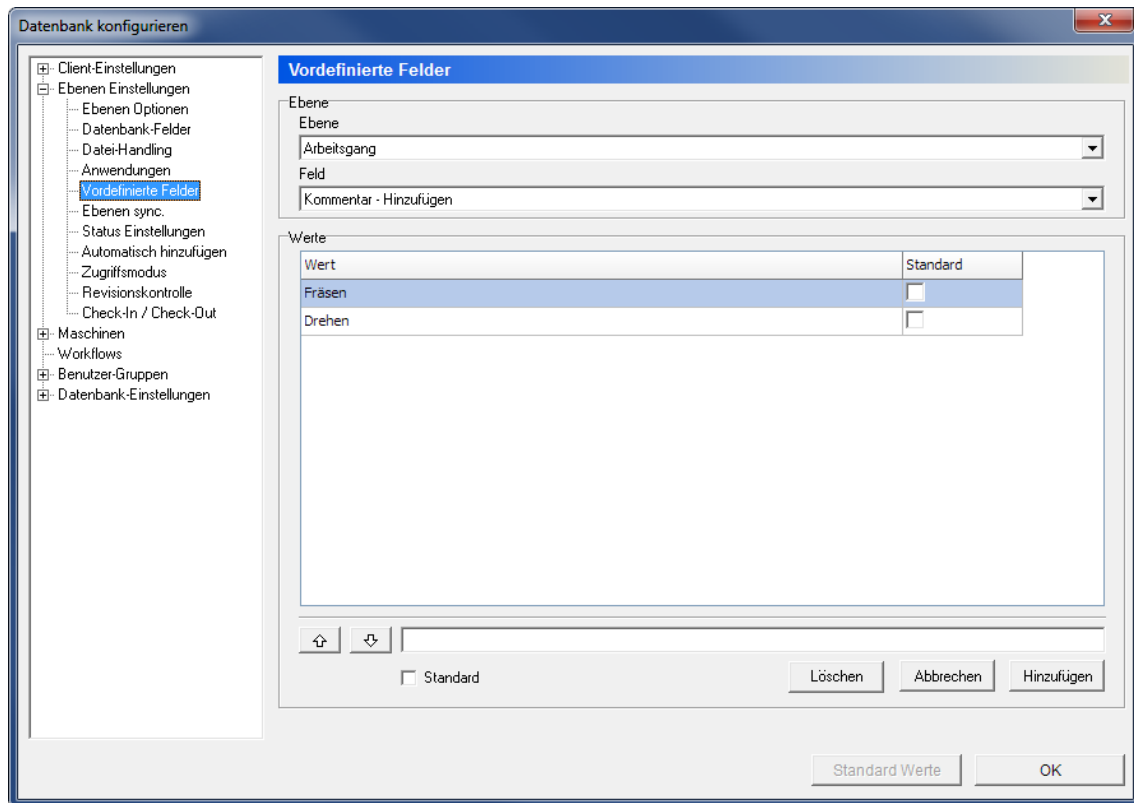 Datenbank konfigurieren
Client-Einstellungen
Ebenen Einstellungen
Ebenen Optionen
Datenbank-Felder
Datei-Handling
Anwendungen
Vordefinierte Felder
Ebenen sync.
Status Einstellungen
Automatisch hinzufügen
Zugriffsmodus
Revisionskontrolle
Check-In / Check-Out
Maschinen
Workflows
Benutzer-Gruppen
Datenbank-Einstellungen
Vordefinierte Felder
Ebene
Ebene
Arbeitsgang
Feld
Kommentar - Hinzufügen
Werte
Wert Standard
Fräsen
Drehen
Standard
Löschen Abbrechen Hinzufügen
Standard Werte OK